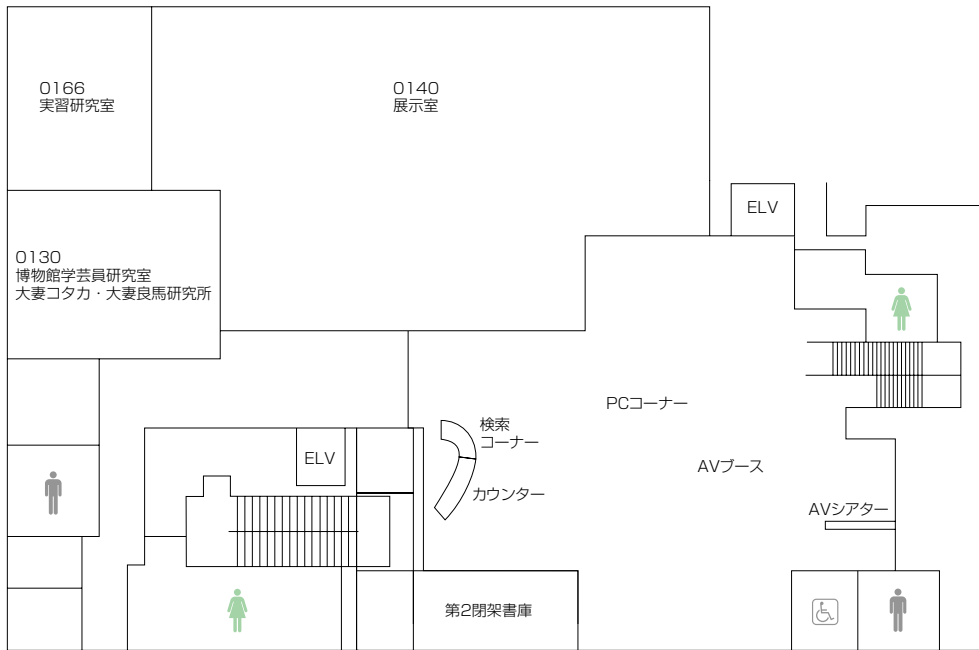 0166
実習研究室
0140
展示室
ELV
0130
博物館学芸員研究室
大妻コタカ・大妻良馬研究所
PCコーナー
検索
コーナー
ELV
AVブース
カウンター
AVシアター
第2閉架書庫